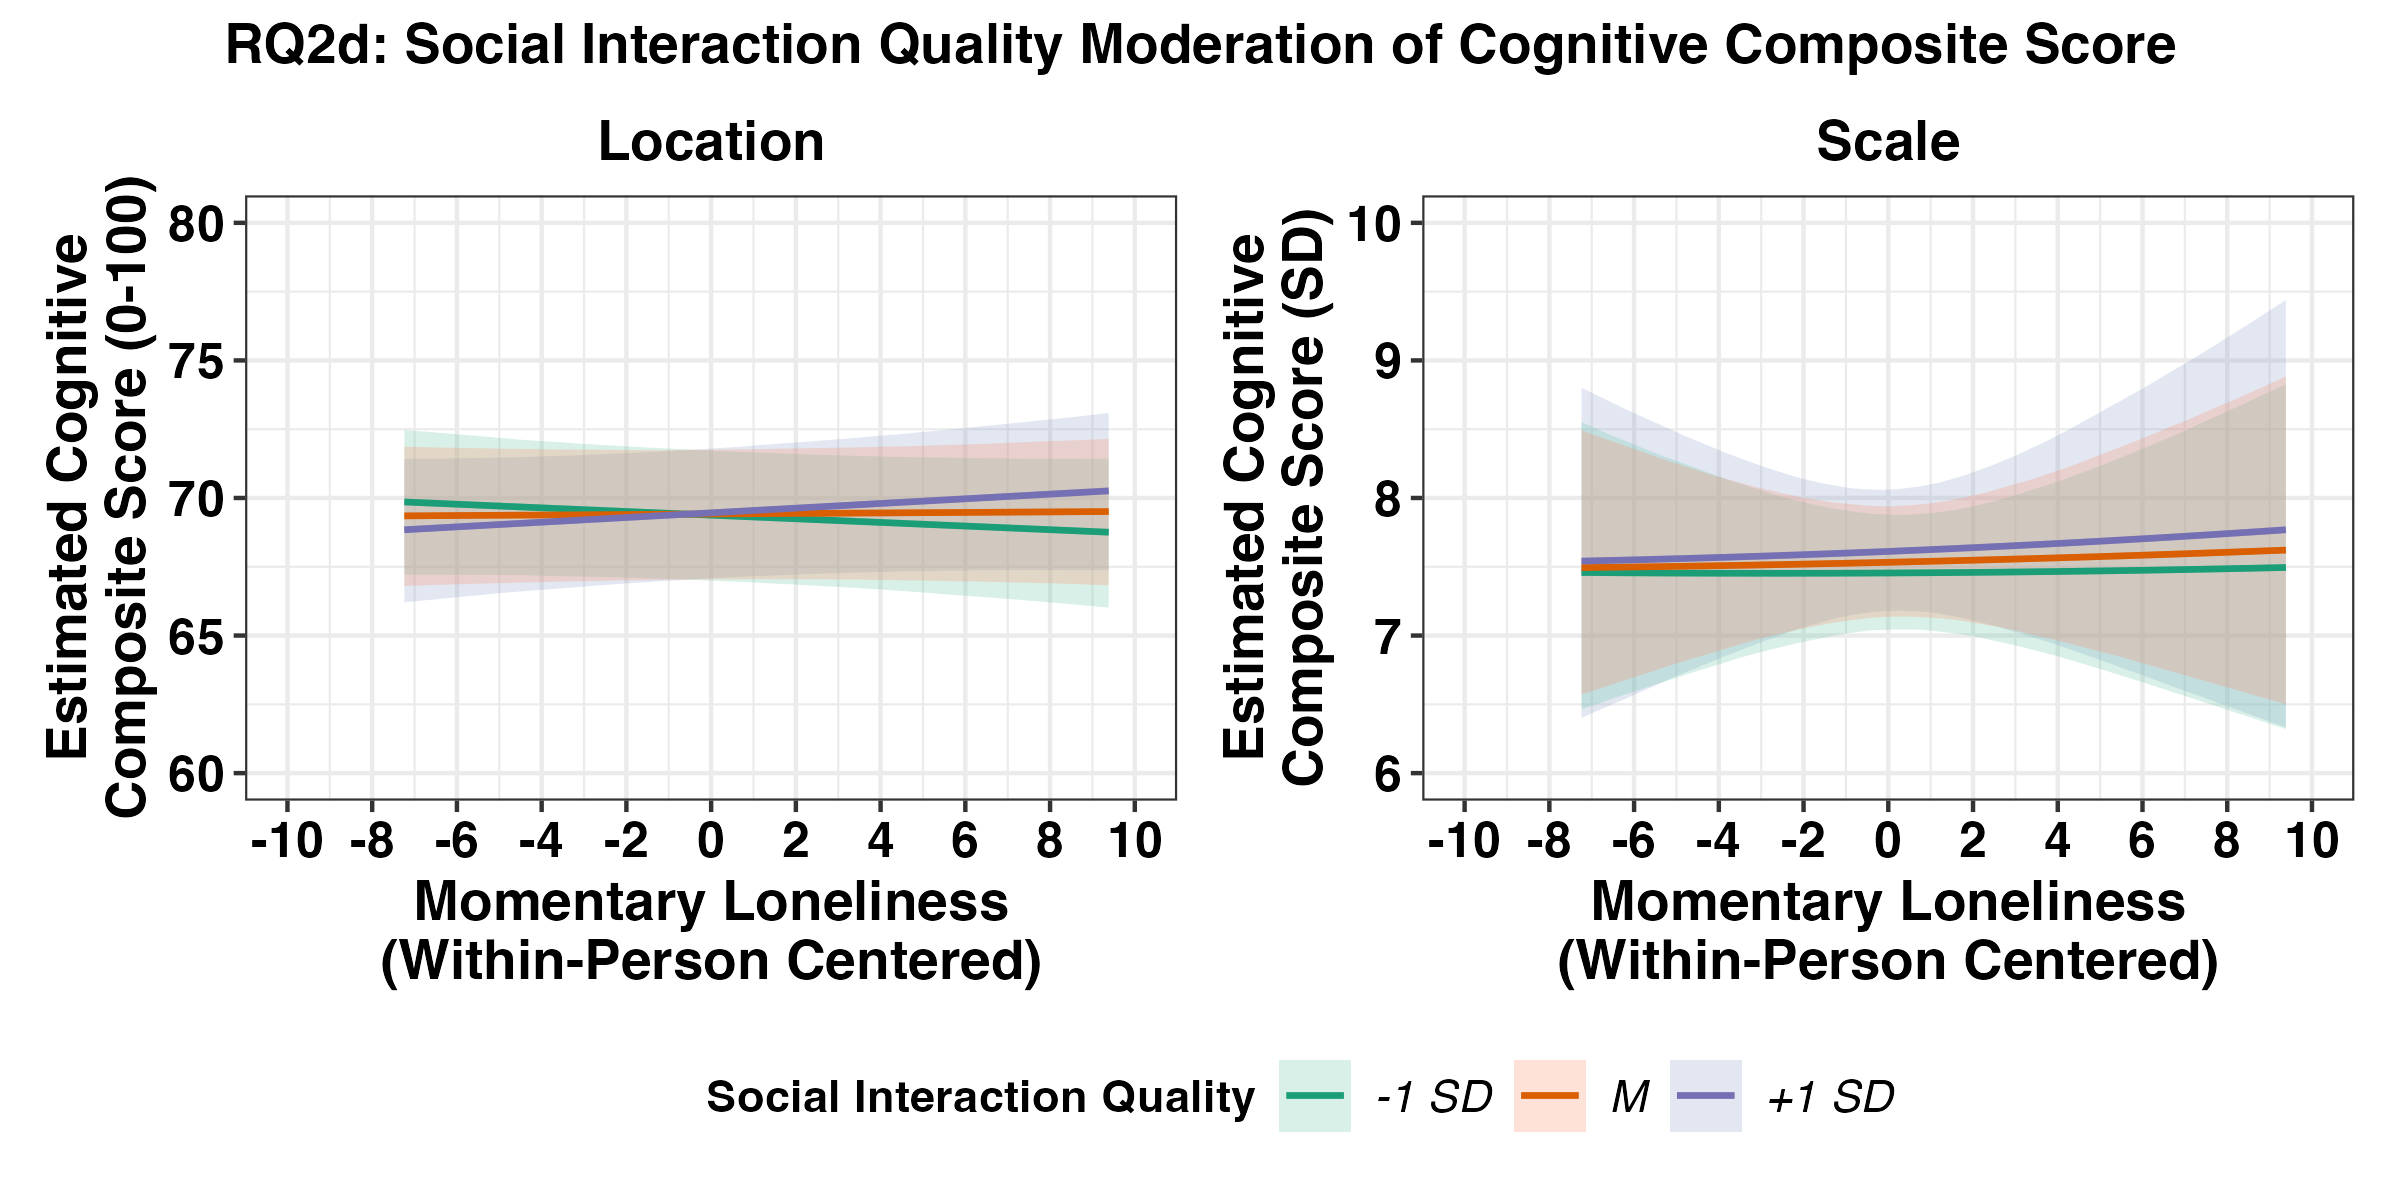 RQ2d: Social Interaction Quality Moderation of Cognitive Composite Score
Location
Estimated Cognitive
Composite Score (0-100)
80
75
70
65
60
-10 -8 -6 -4 -2 0 2 4 6 8 10
Momentary Loneliness
(Within-Person Centered)
Scale
Estimated Cognitive
Composite Score (SD)
10
9
8
7
6
-10 -8 -6 -4 -2 0 2 4 6 8 10
Momentary Loneliness
(Within-Person Centered)
Social Interaction Quality -1 SD M +1 SD